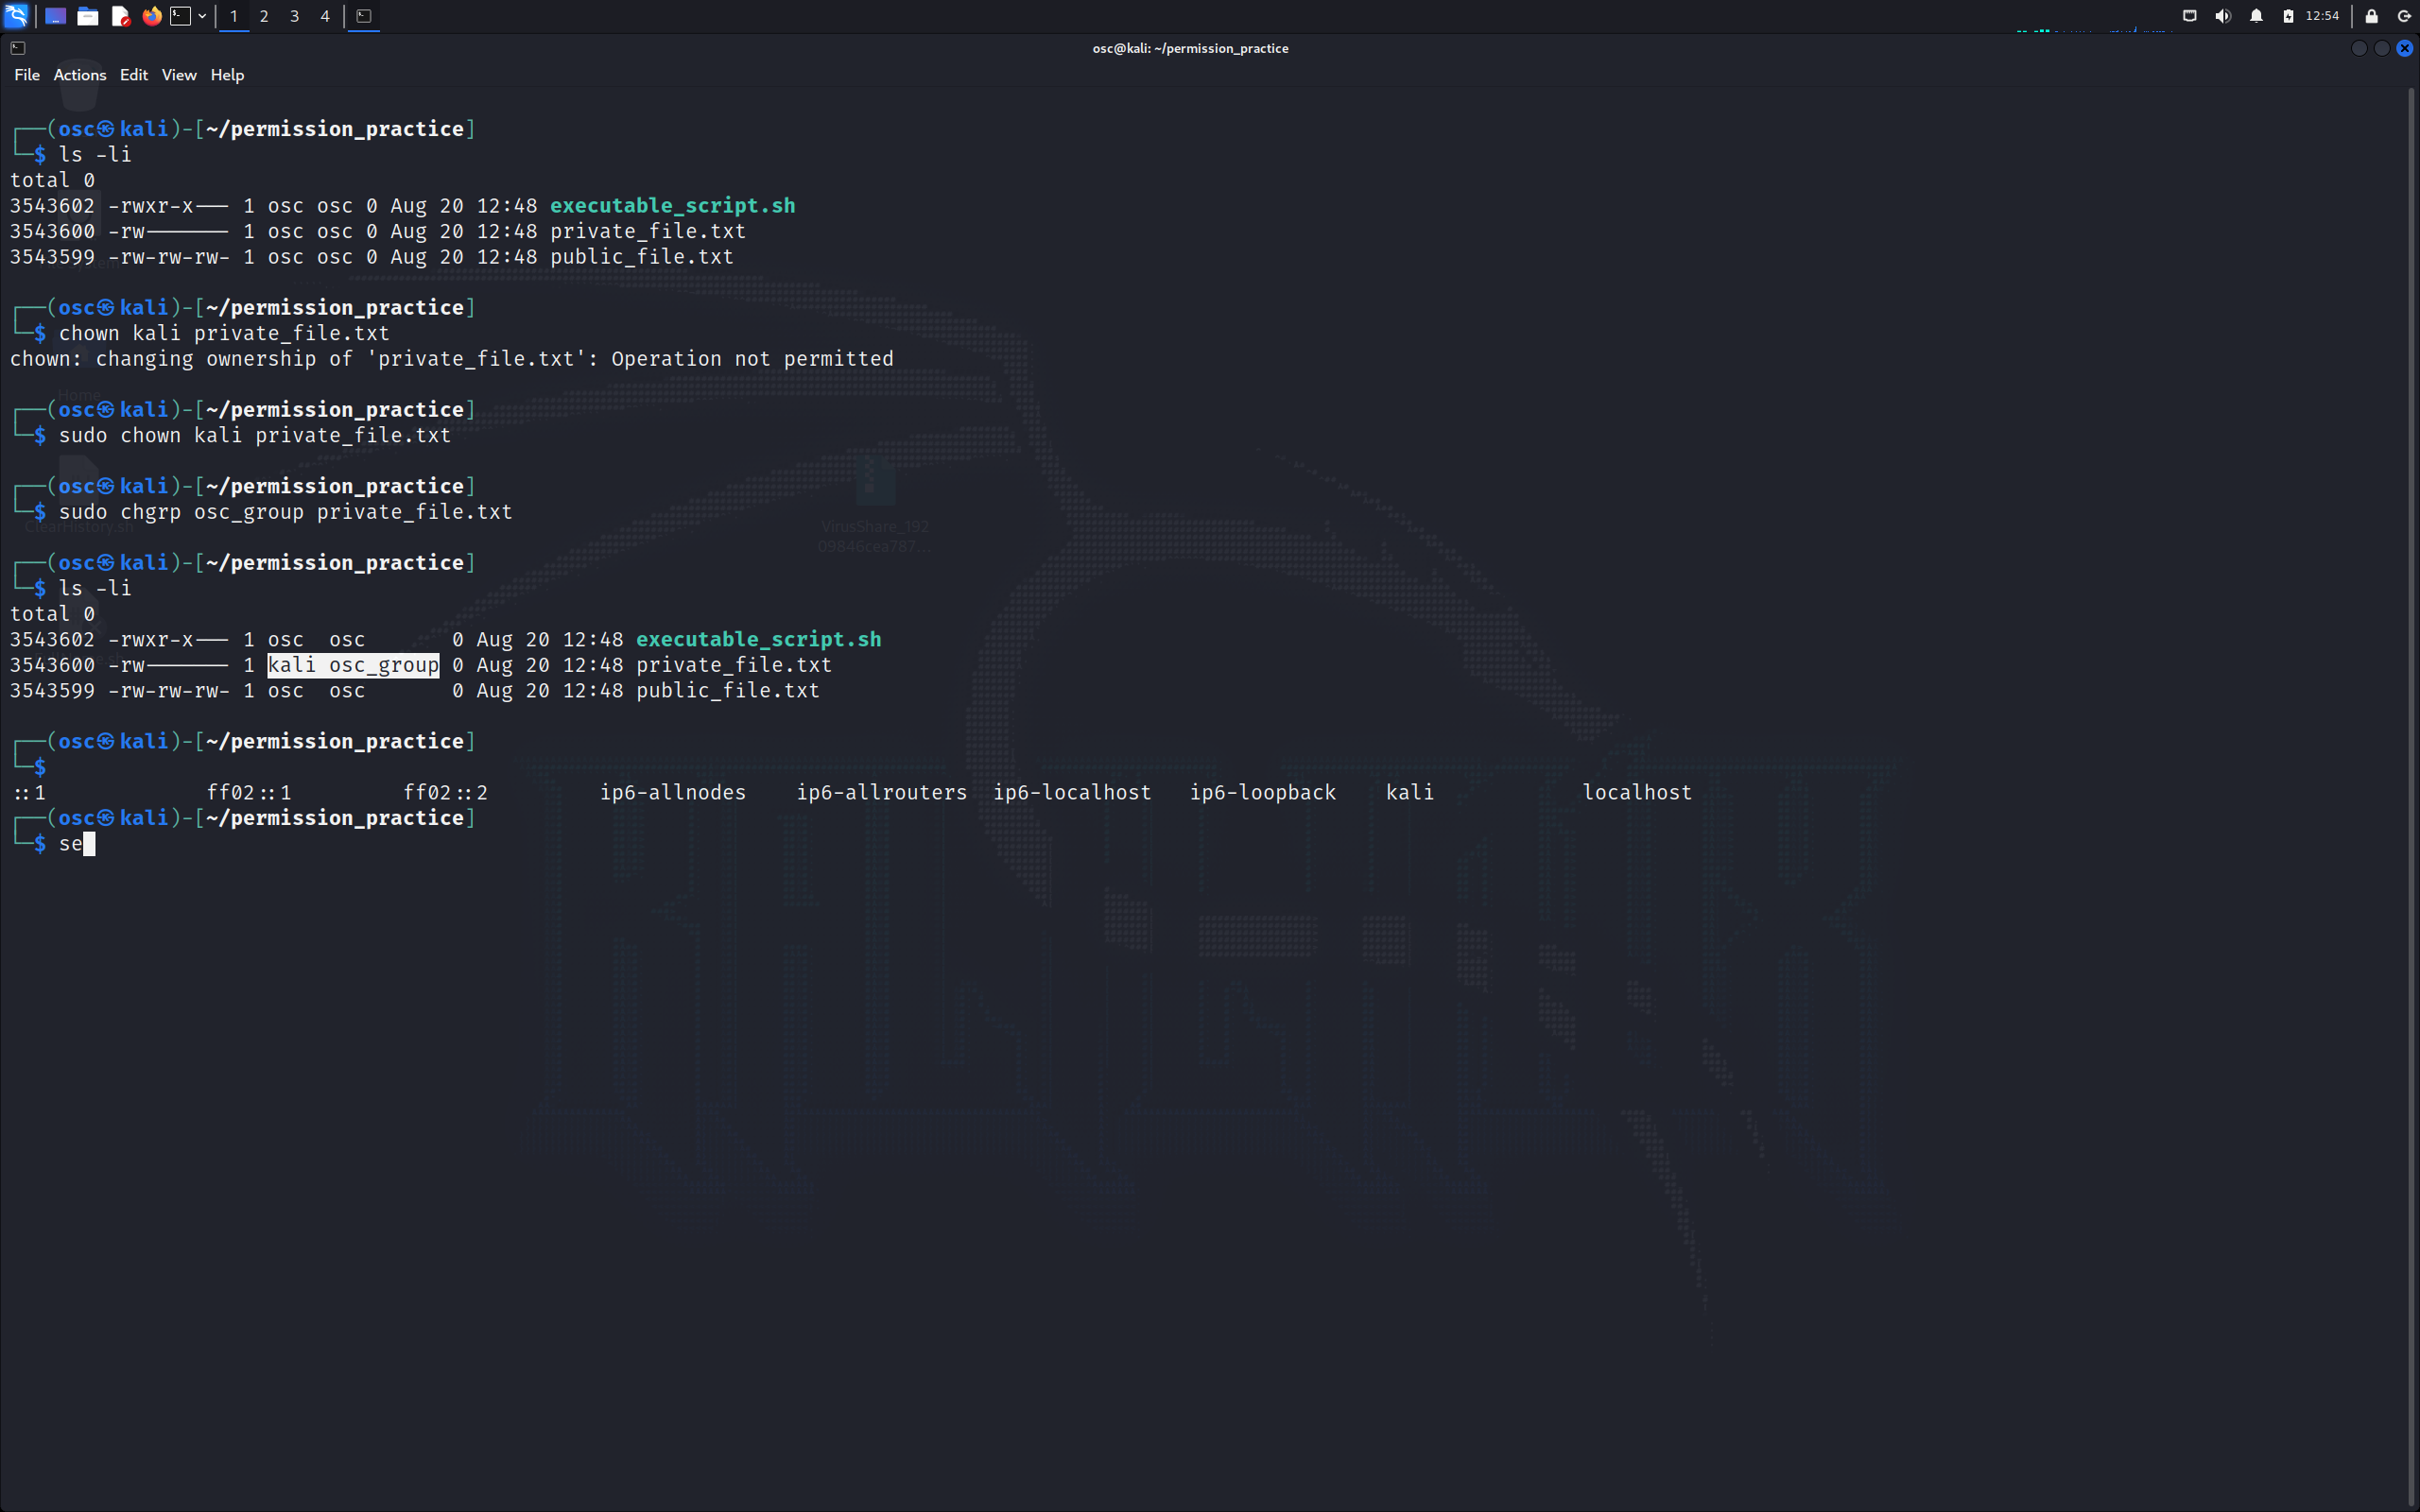 1 2 3 4 12:54
osc@kali: ~/permission_practice
File Actions Edit View Help
┌──(osc㉿kali)-[~/permission_practice]
└─$ ls -li
total 0
3543602 -rwxr-x--- 1 osc osc 0 Aug 20 12:48 executable_script.sh
3543600 -rw------- 1 osc osc 0 Aug 20 12:48 private_file.txt
3543599 -rw-rw-rw- 1 osc osc 0 Aug 20 12:48 public_file.txt
┌──(osc㉿kali)-[~/permission_practice]
└─$ chown kali private_file.txt
chown: changing ownership of 'private_file.txt': Operation not permitted
Home
┌──(osc㉿kali)-[~/permission_practice]
└─$ sudo chown kali private_file.txt
┌──(osc㉿kali)-[~/permission_practice]
└─$ sudo chgrp osc_group private_file.txt
ClearHistory.sh
VirusShare_192
09846cea787...
┌──(osc㉿kali)-[~/permission_practice]
└─$ ls -li
total 0
3543602 -rwxr-x--- 1 osc  osc       0 Aug 20 12:48 executable_script.sh
3543600 -rw------- 1 kali osc_group 0 Aug 20 12:48 private_file.txt
3543599 -rw-rw-rw- 1 osc  osc       0 Aug 20 12:48 public_file.txt
┌──(osc㉿kali)-[~/permission_practice]
└─$
::1 ff02::1 ff02::2 ip6-allnodes ip6-allrouters ip6-localhost ip6-loopback kali localhost
┌──(osc㉿kali)-[~/permission_practice]
└─$ se